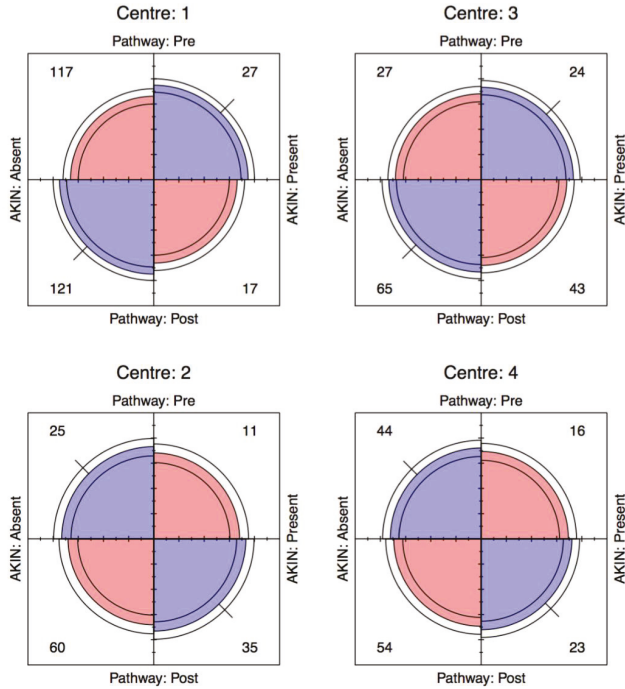 Centre: 1
Pathway: Pre
117
27
AKIN: Absent
AKIN: Present
121
17
Pathway: Post
Centre: 3
Pathway: Pre
27
24
AKIN: Absent
AKIN: Present
65
43
Pathway: Post
Centre: 2
Pathway: Pre
25
11
AKIN: Absent
AKIN: Present
60
35
Pathway: Post
Centre: 4
Pathway: Pre
44
16
AKIN: Absent
AKIN: Present
54
23
Pathway: Post